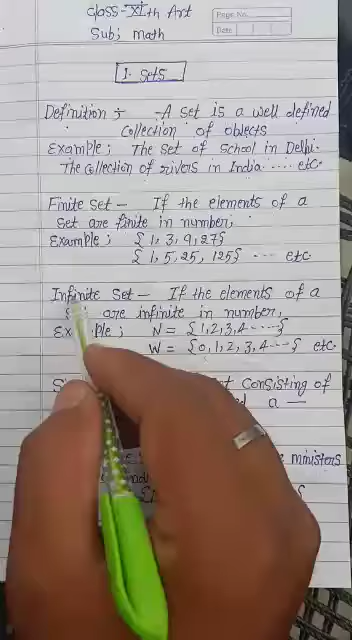 Class-XIth Art
Sub; math
Page No.
Date
1. Sets
Definition :- - A set is a well defined
collection of objects
Example; The set of school in Delhi.
The collection of rivers in India ..... etc.
Finite set - If the elements of a
set are finite in number,
Example; {1, 3, 9, 27}
{1, 5, 25, 125} ... etc
Infinite set - If the elements of a
are infinite in number,
N = {1,2,3,4....}
W = {0,1,2,3,4...} etc.
consisting of
a —
ministers